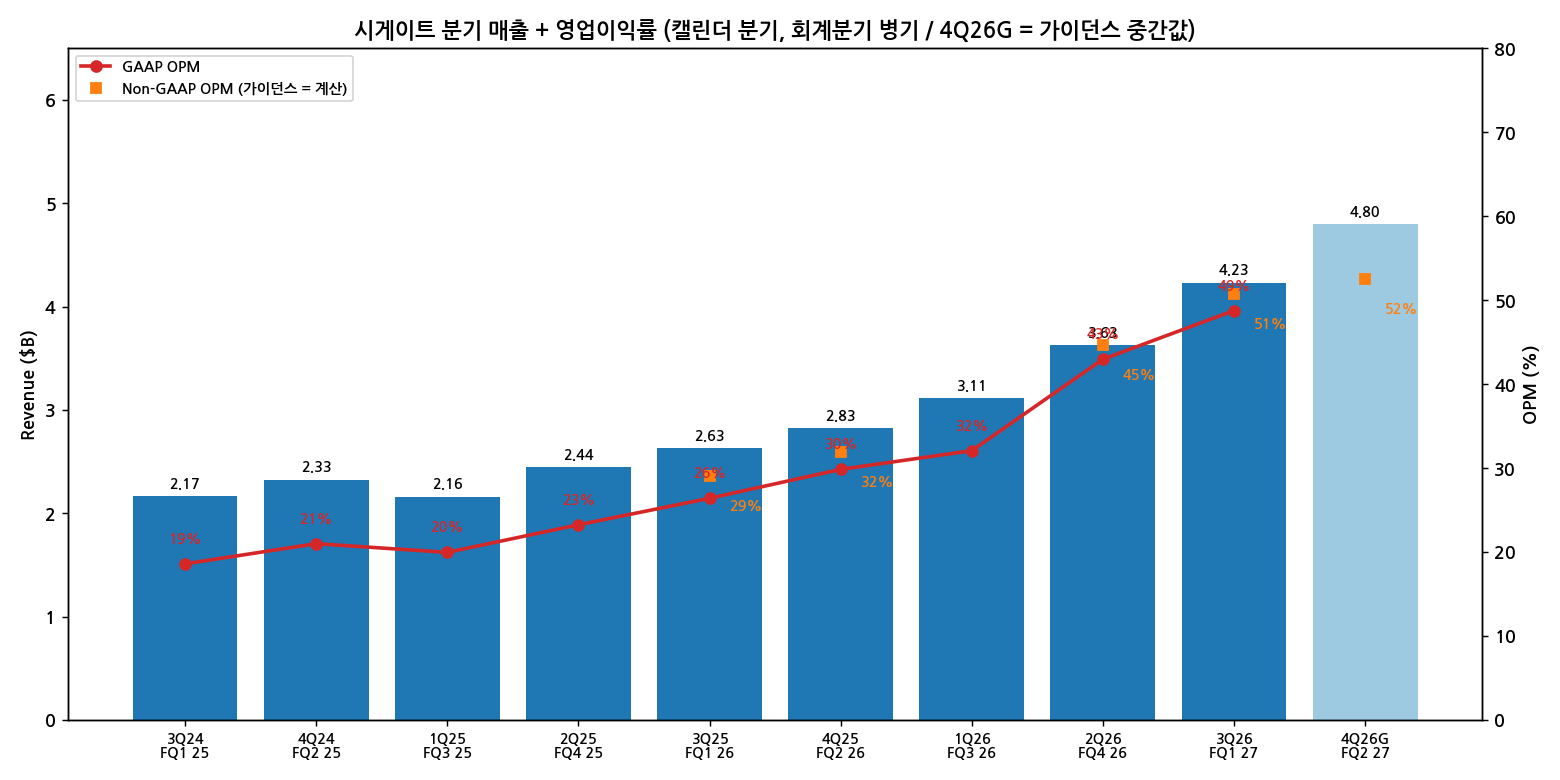 시게이트 분기 매출 + 영업이익률 (캘린더 분기, 회계분기 병기 / 4Q26G = 가이던스 중간값)
GAAP OPM
Non-GAAP OPM (가이던스 = 계산)
Revenue ($B)
6
5
4
3
2
1
0
OPM (%)
80
70
60
50
40
30
20
10
0
2.17
2.33
2.16
2.44
2.63
2.83
3.11
3.63
4.23
4.80
19%
21%
20%
23%
26%
30%
32%
43%
49%
29%
32%
45%
51%
52%
3Q24
FQ1 25
4Q24
FQ2 25
1Q25
FQ3 25
2Q25
FQ4 25
3Q25
FQ1 26
4Q25
FQ2 26
1Q26
FQ3 26
2Q26
FQ4 26
3Q26
FQ1 27
4Q26G
FQ2 27